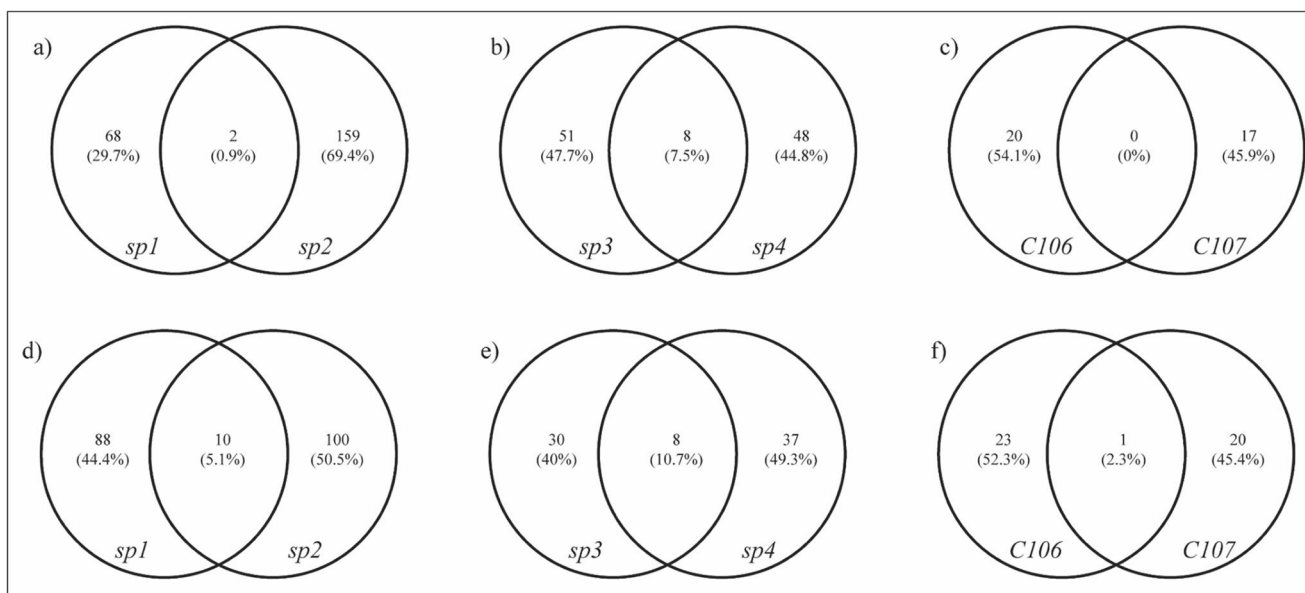 a)
68
(29.7%)
2
(0.9%)
159
(69.4%)
sp1
sp2
b)
51
(47.7%)
8
(7.5%)
48
(44.8%)
sp3
sp4
c)
20
(54.1%)
0
(0%)
17
(45.9%)
C106
C107
d)
88
(44.4%)
10
(5.1%)
100
(50.5%)
sp1
sp2
e)
30
(40%)
8
(10.7%)
37
(49.3%)
sp3
sp4
f)
23
(52.3%)
1
(2.3%)
20
(45.4%)
C106
C107